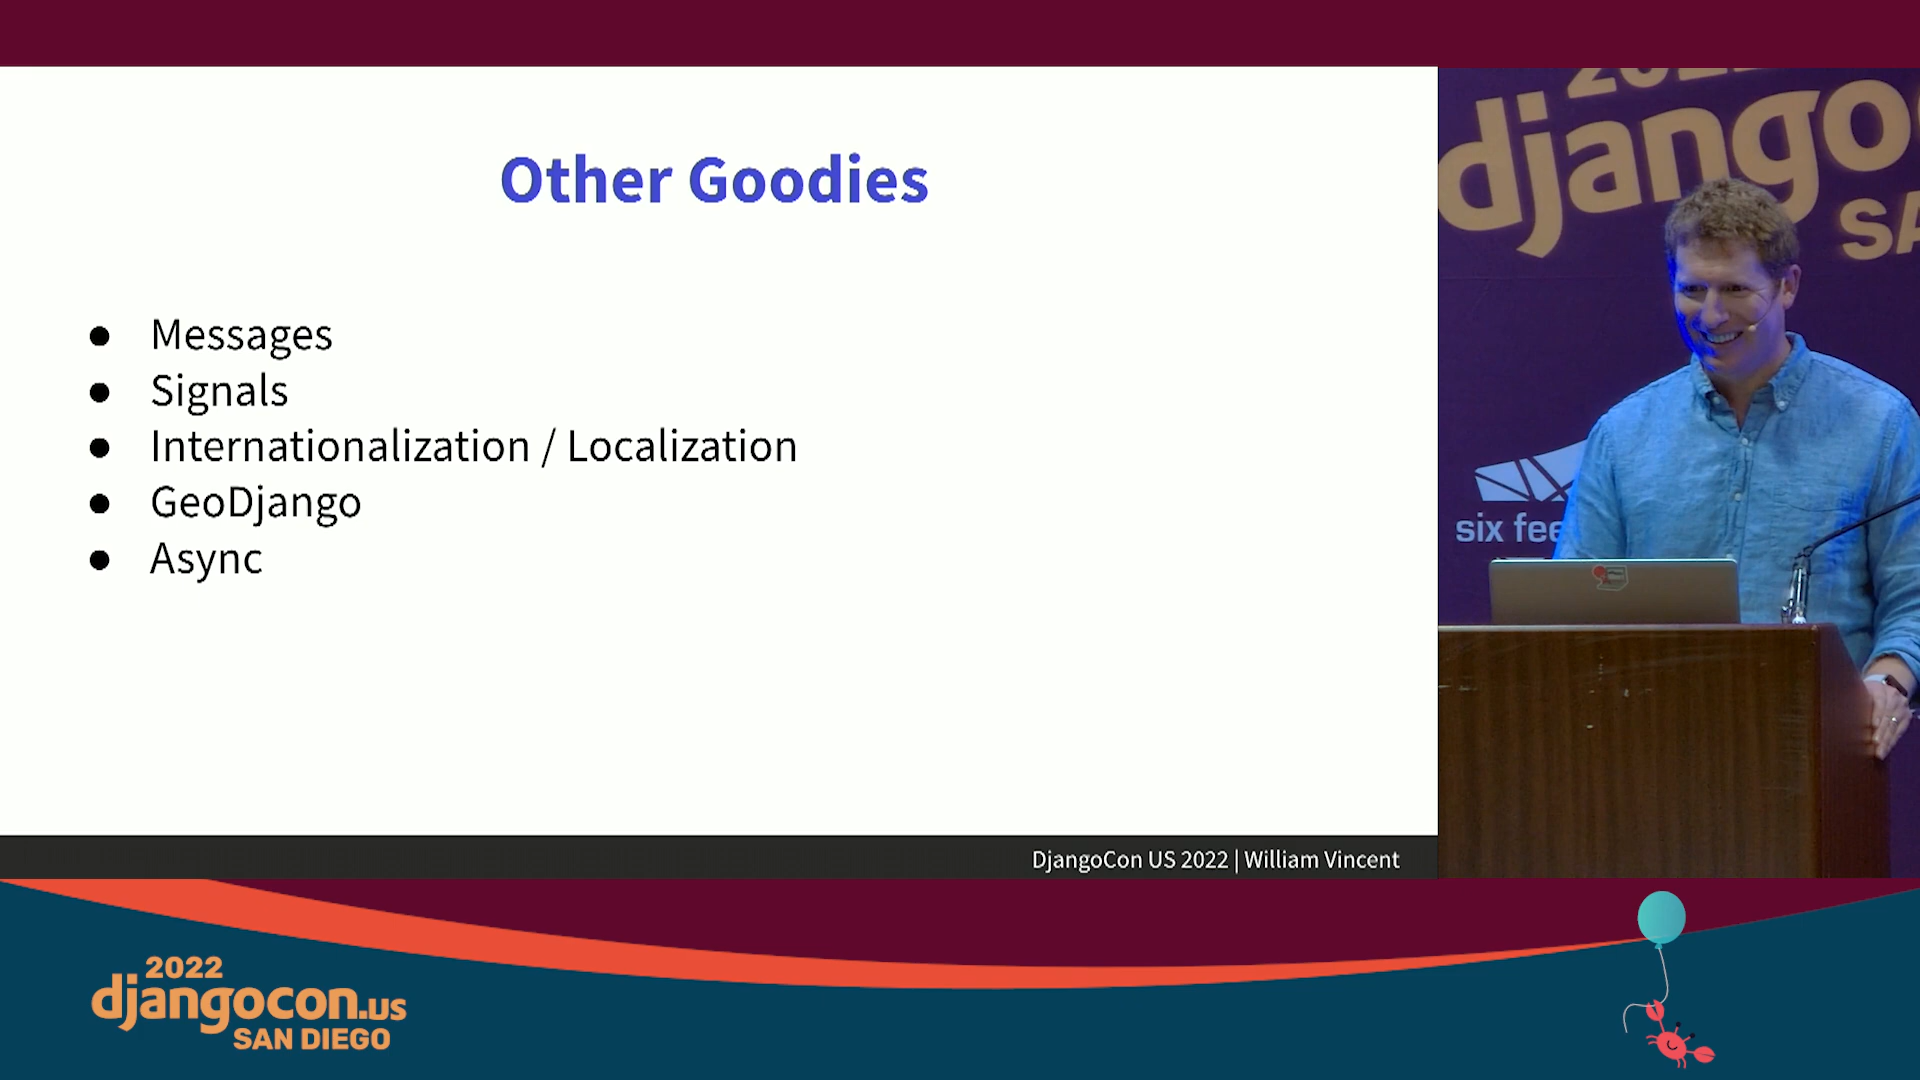 Other Goodies
Messages
Signals
Internationalization / Localization
GeoDjango
Async
DjangoCon US 2022 | William Vincent
django
SA
six fee
2022
djangocon.us
SAN DIEGO